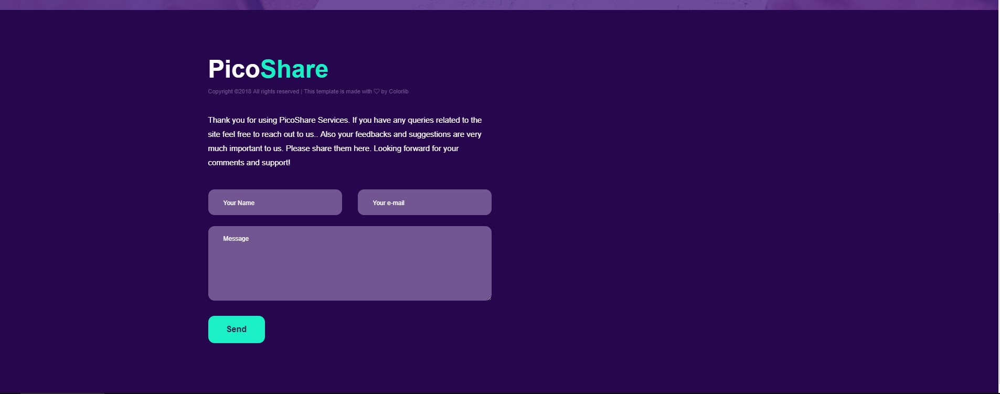 PicoShare
Copyright ©2018 All rights reserved | This template is made with ♡ by Colorlib
Thank you for using PicoShare Services. If you have any queries related to the
site feel free to reach out to us.. Also your feedbacks and suggestions are very
much important to us. Please share them here. Looking forward for your
comments and support!
Your Name
Your e-mail
Message
Send